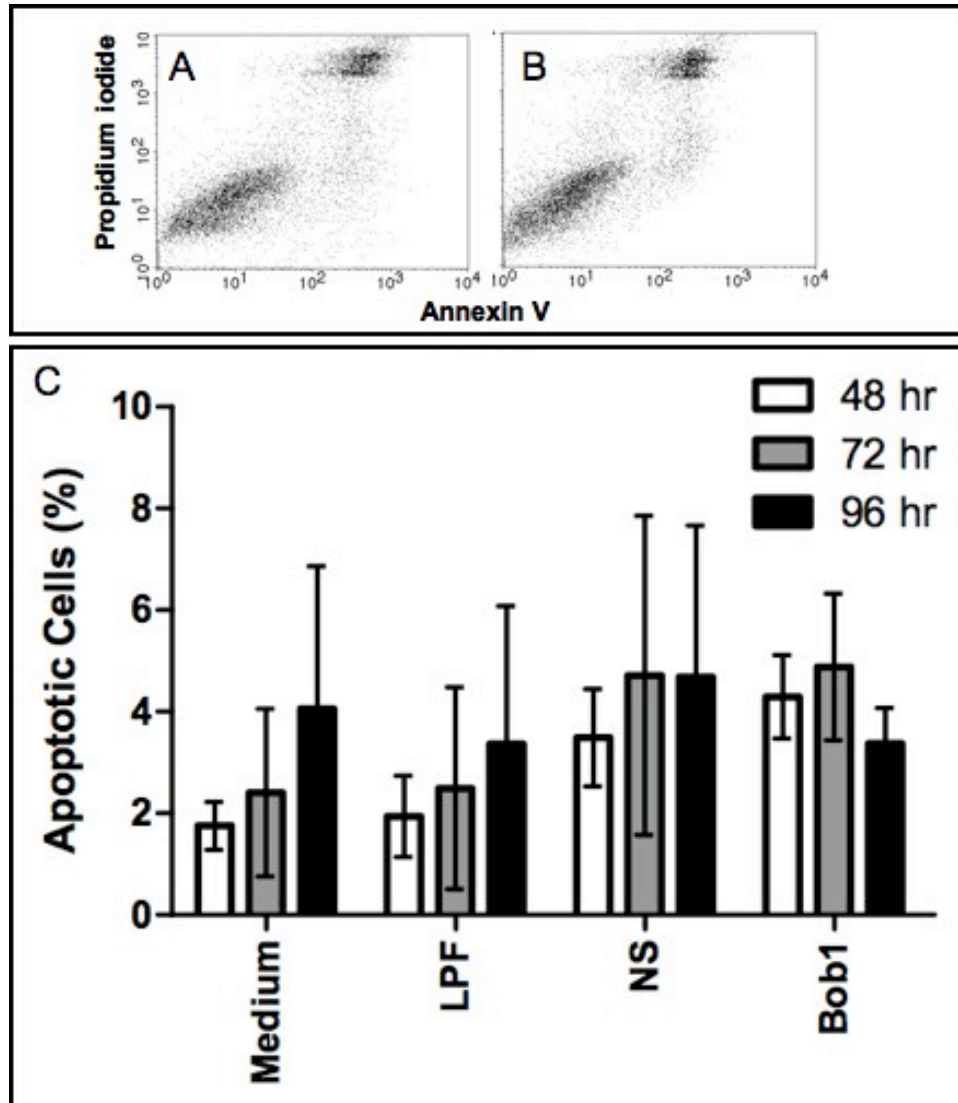 A
B
Propidium iodide
10
10³
10²
10¹
10⁰
10⁰ 10¹ 10² 10³ 10⁴
10⁰ 10¹ 10² 10³ 10⁴
Annexin V
C
48 hr
72 hr
96 hr
Apoptotic Cells (%)
10
8
6
4
2
0
Medium
LPF
NS
Bob1